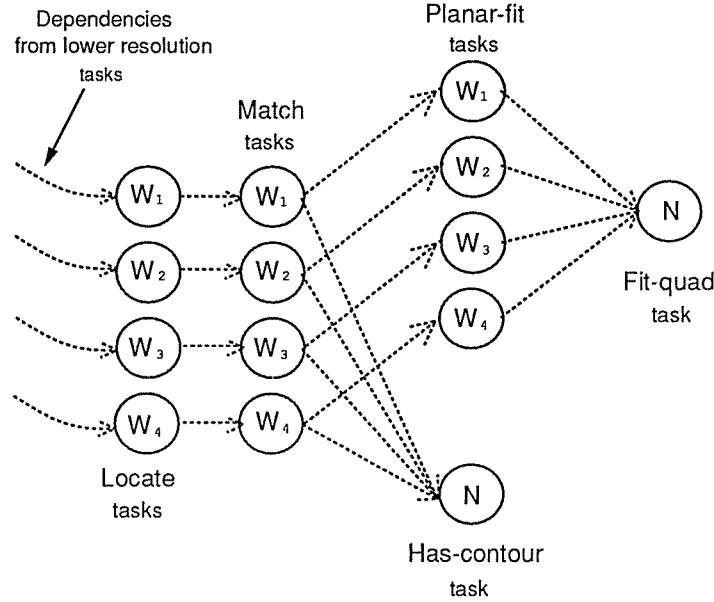 Dependencies
from lower resolution
tasks
Planar-fit
tasks
Match
tasks
W₁
W₂
W₃
W₄
W₁
W₂
W₃
W₄
W₁
W₂
W₃
W₄
N
Fit-quad
task
Locate
tasks
N
Has-contour
task